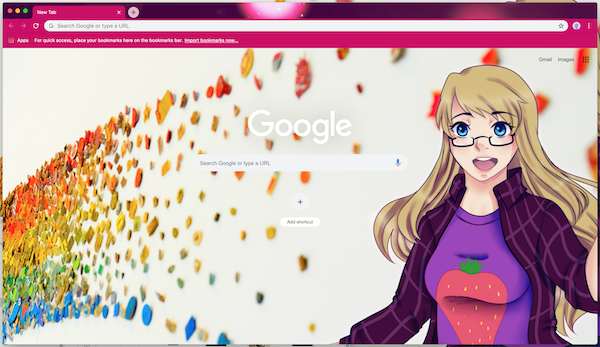 New Tab
Search Google or type a URL
Apps For quick access, place your bookmarks here on the bookmarks bar. Import bookmarks now...
Gmail Images
Google
Search Google or type a URL
Add shortcut